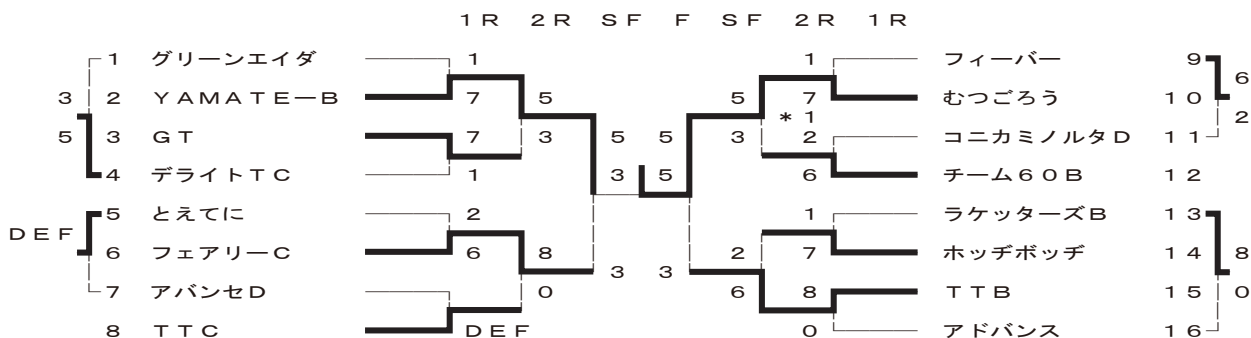 1R 2R SF F SF 2R 1R
1 グリーンエイダ 1 1 フィーバー 9
6
3 2 YAMATE－B 7 5 5 7 むつごろう 10
*1 2
5 3 GT 7 3 5 5 3 2 コニカミノルタD 11
4 デライトTC 1 3 5 6 チーム60B 12
5 とえてに 2 1 ラケッターズB 13
DEF
6 フェアリーC 6 8 2 7 ホッヂボッヂ 14 8
3 3
7 アバンセD 0 6 8 TTB 15 0
8 TTC DEF 0 アドバンス 16